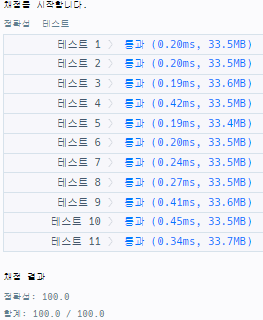 채점을 시작합니다.
정확성 테스트
테스트 1 〉 통과 (0.20ms, 33.5MB)
테스트 2 〉 통과 (0.20ms, 33.5MB)
테스트 3 〉 통과 (0.19ms, 33.6MB)
테스트 4 〉 통과 (0.42ms, 33.5MB)
테스트 5 〉 통과 (0.19ms, 33.4MB)
테스트 6 〉 통과 (0.20ms, 33.5MB)
테스트 7 〉 통과 (0.24ms, 33.5MB)
테스트 8 〉 통과 (0.27ms, 33.5MB)
테스트 9 〉 통과 (0.41ms, 33.6MB)
테스트 10 〉 통과 (0.45ms, 33.5MB)
테스트 11 〉 통과 (0.34ms, 33.7MB)
채점 결과
정확성: 100.0
합계: 100.0 / 100.0